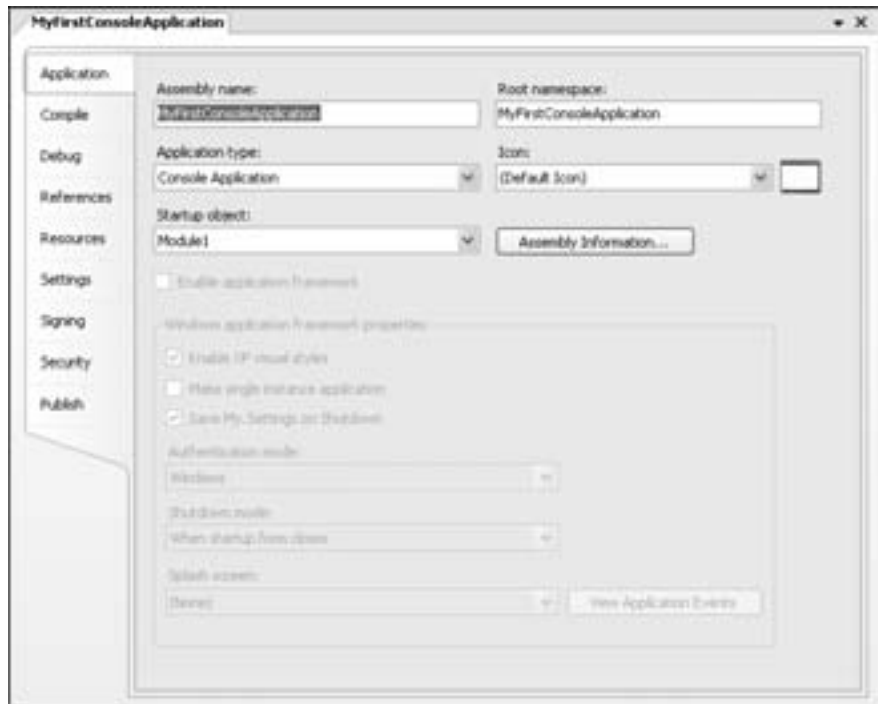 MyFirstConsoleApplication
Application
Compile
Debug
References
Resources
Settings
Signing
Security
Publish
Assembly name:
MyFirstConsoleApplication
Root namespace:
MyFirstConsoleApplication
Application type:
Console Application
Icon:
(Default Icon)
Startup object:
Module1
Assembly Information...
Enable application framework
Windows application framework properties
Enable XP visual styles
Make single instance application
Save My.Settings on Shutdown
Authentication mode:
Windows
Shutdown mode:
When startup form closes
Splash screen:
(None)
View Application Events